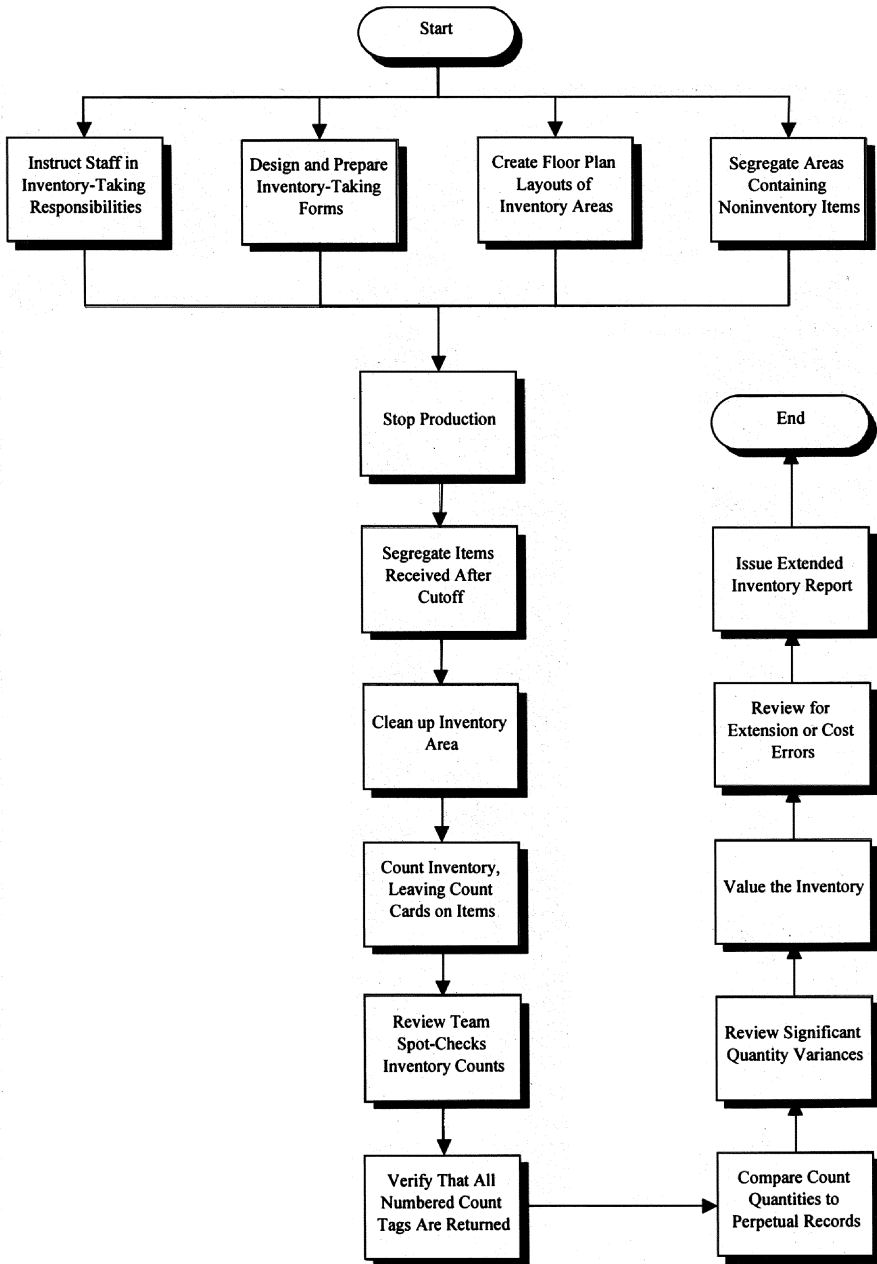 Start
Instruct Staff in
Inventory-Taking
Responsibilities
Design and Prepare
Inventory-Taking
Forms
Create Floor Plan
Layouts of
Inventory Areas
Segregate Areas
Containing
Noninventory Items
Stop Production
Segregate Items
Received After
Cutoff
Clean up Inventory
Area
Count Inventory,
Leaving Count
Cards on Items
Review Team
Spot-Checks
Inventory Counts
Verify That All
Numbered Count
Tags Are Returned
Compare Count
Quantities to
Perpetual Records
Review Significant
Quantity Variances
Value the Inventory
Review for
Extension or Cost
Errors
Issue Extended
Inventory Report
End